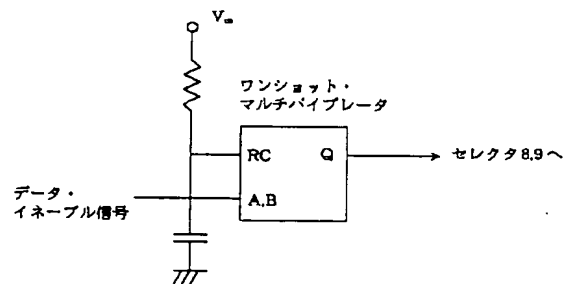 V
ワンショット・
マルチバイブレータ
RC
Q
セレクタ8,9へ
データ・
イネーブル信号
A,B